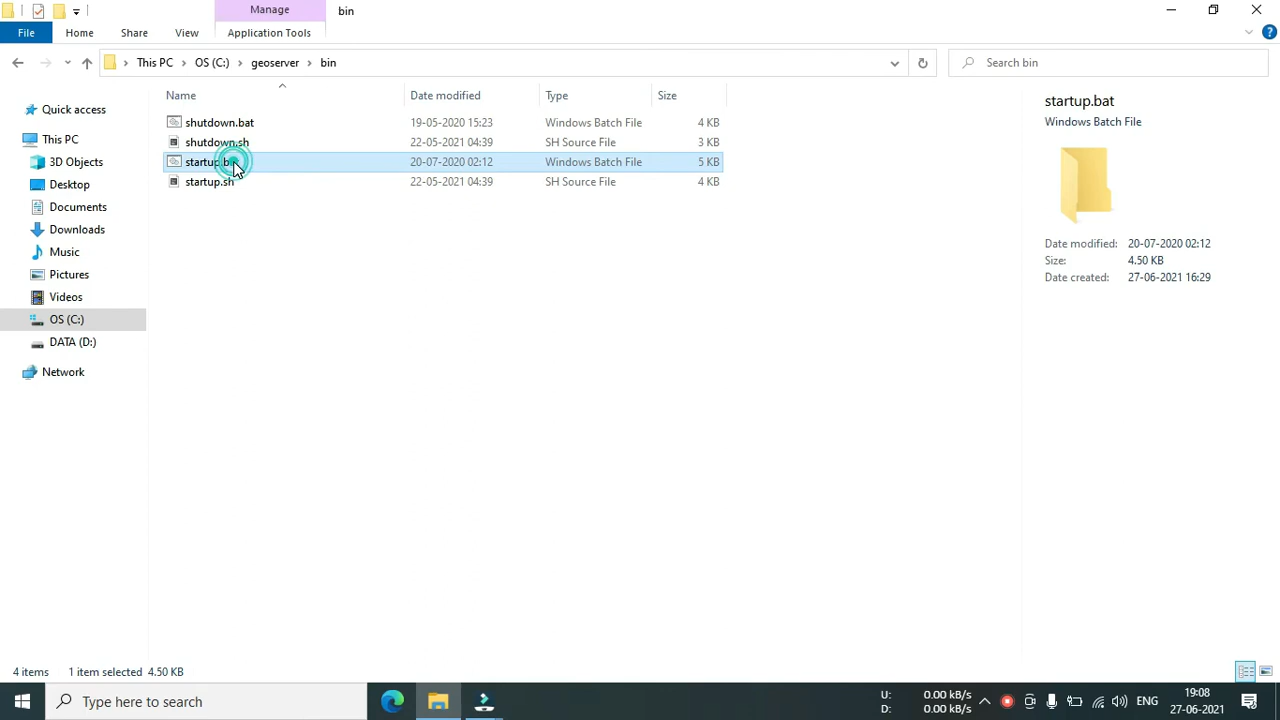 Manage
bin
File
Home
Share
View
Application Tools
This PC
OS (C:)
geoserver
bin
Search bin
Name
Date modified
Type
Size
Quick access
This PC
3D Objects
Desktop
Documents
Downloads
Music
Pictures
Videos
OS (C:)
DATA (D:)
Network
shutdown.bat 19-05-2020 15:23 Windows Batch File 4 KB
shutdown.sh 22-05-2021 04:39 SH Source File 3 KB
startup.bat 20-07-2020 02:12 Windows Batch File 5 KB
startup.sh 22-05-2021 04:39 SH Source File 4 KB
startup.bat
Windows Batch File
Date modified: 20-07-2020 02:12
Size: 4.50 KB
Date created: 27-06-2021 16:29
4 items 1 item selected 4.50 KB
Type here to search
U: 0.00 kB/s
D: 0.00 kB/s
ENG
19:08
27-06-2021